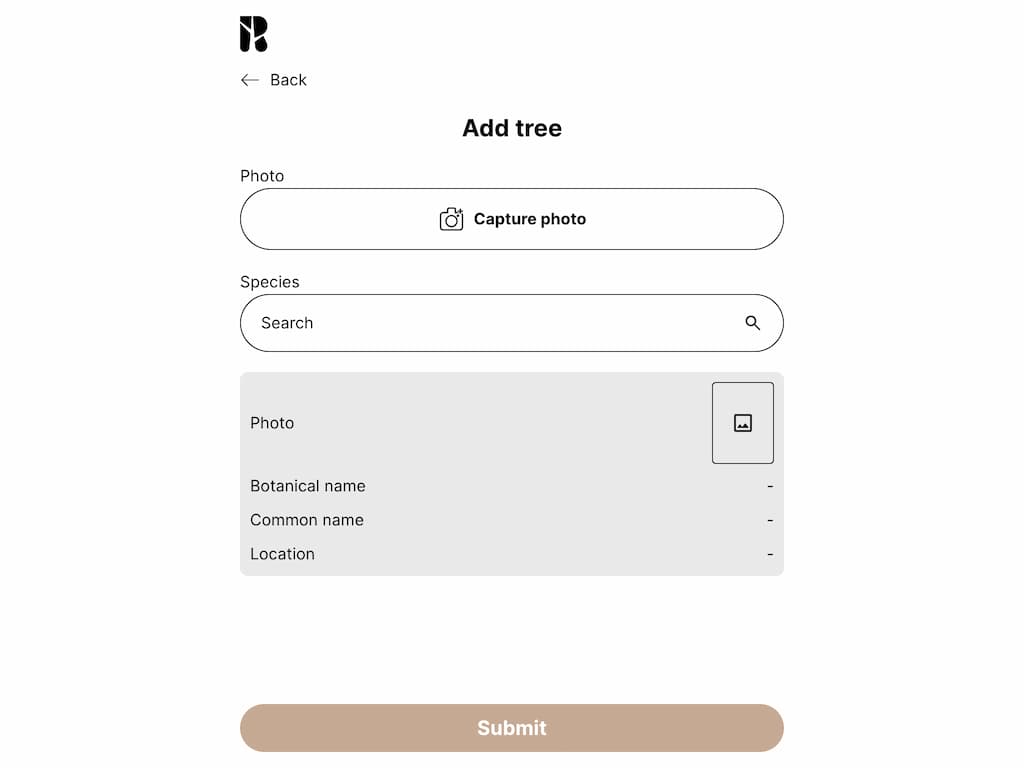 R
Back
Add tree
Photo
Capture photo
Species
Search
Photo
Botanical name -
Common name -
Location -
Submit